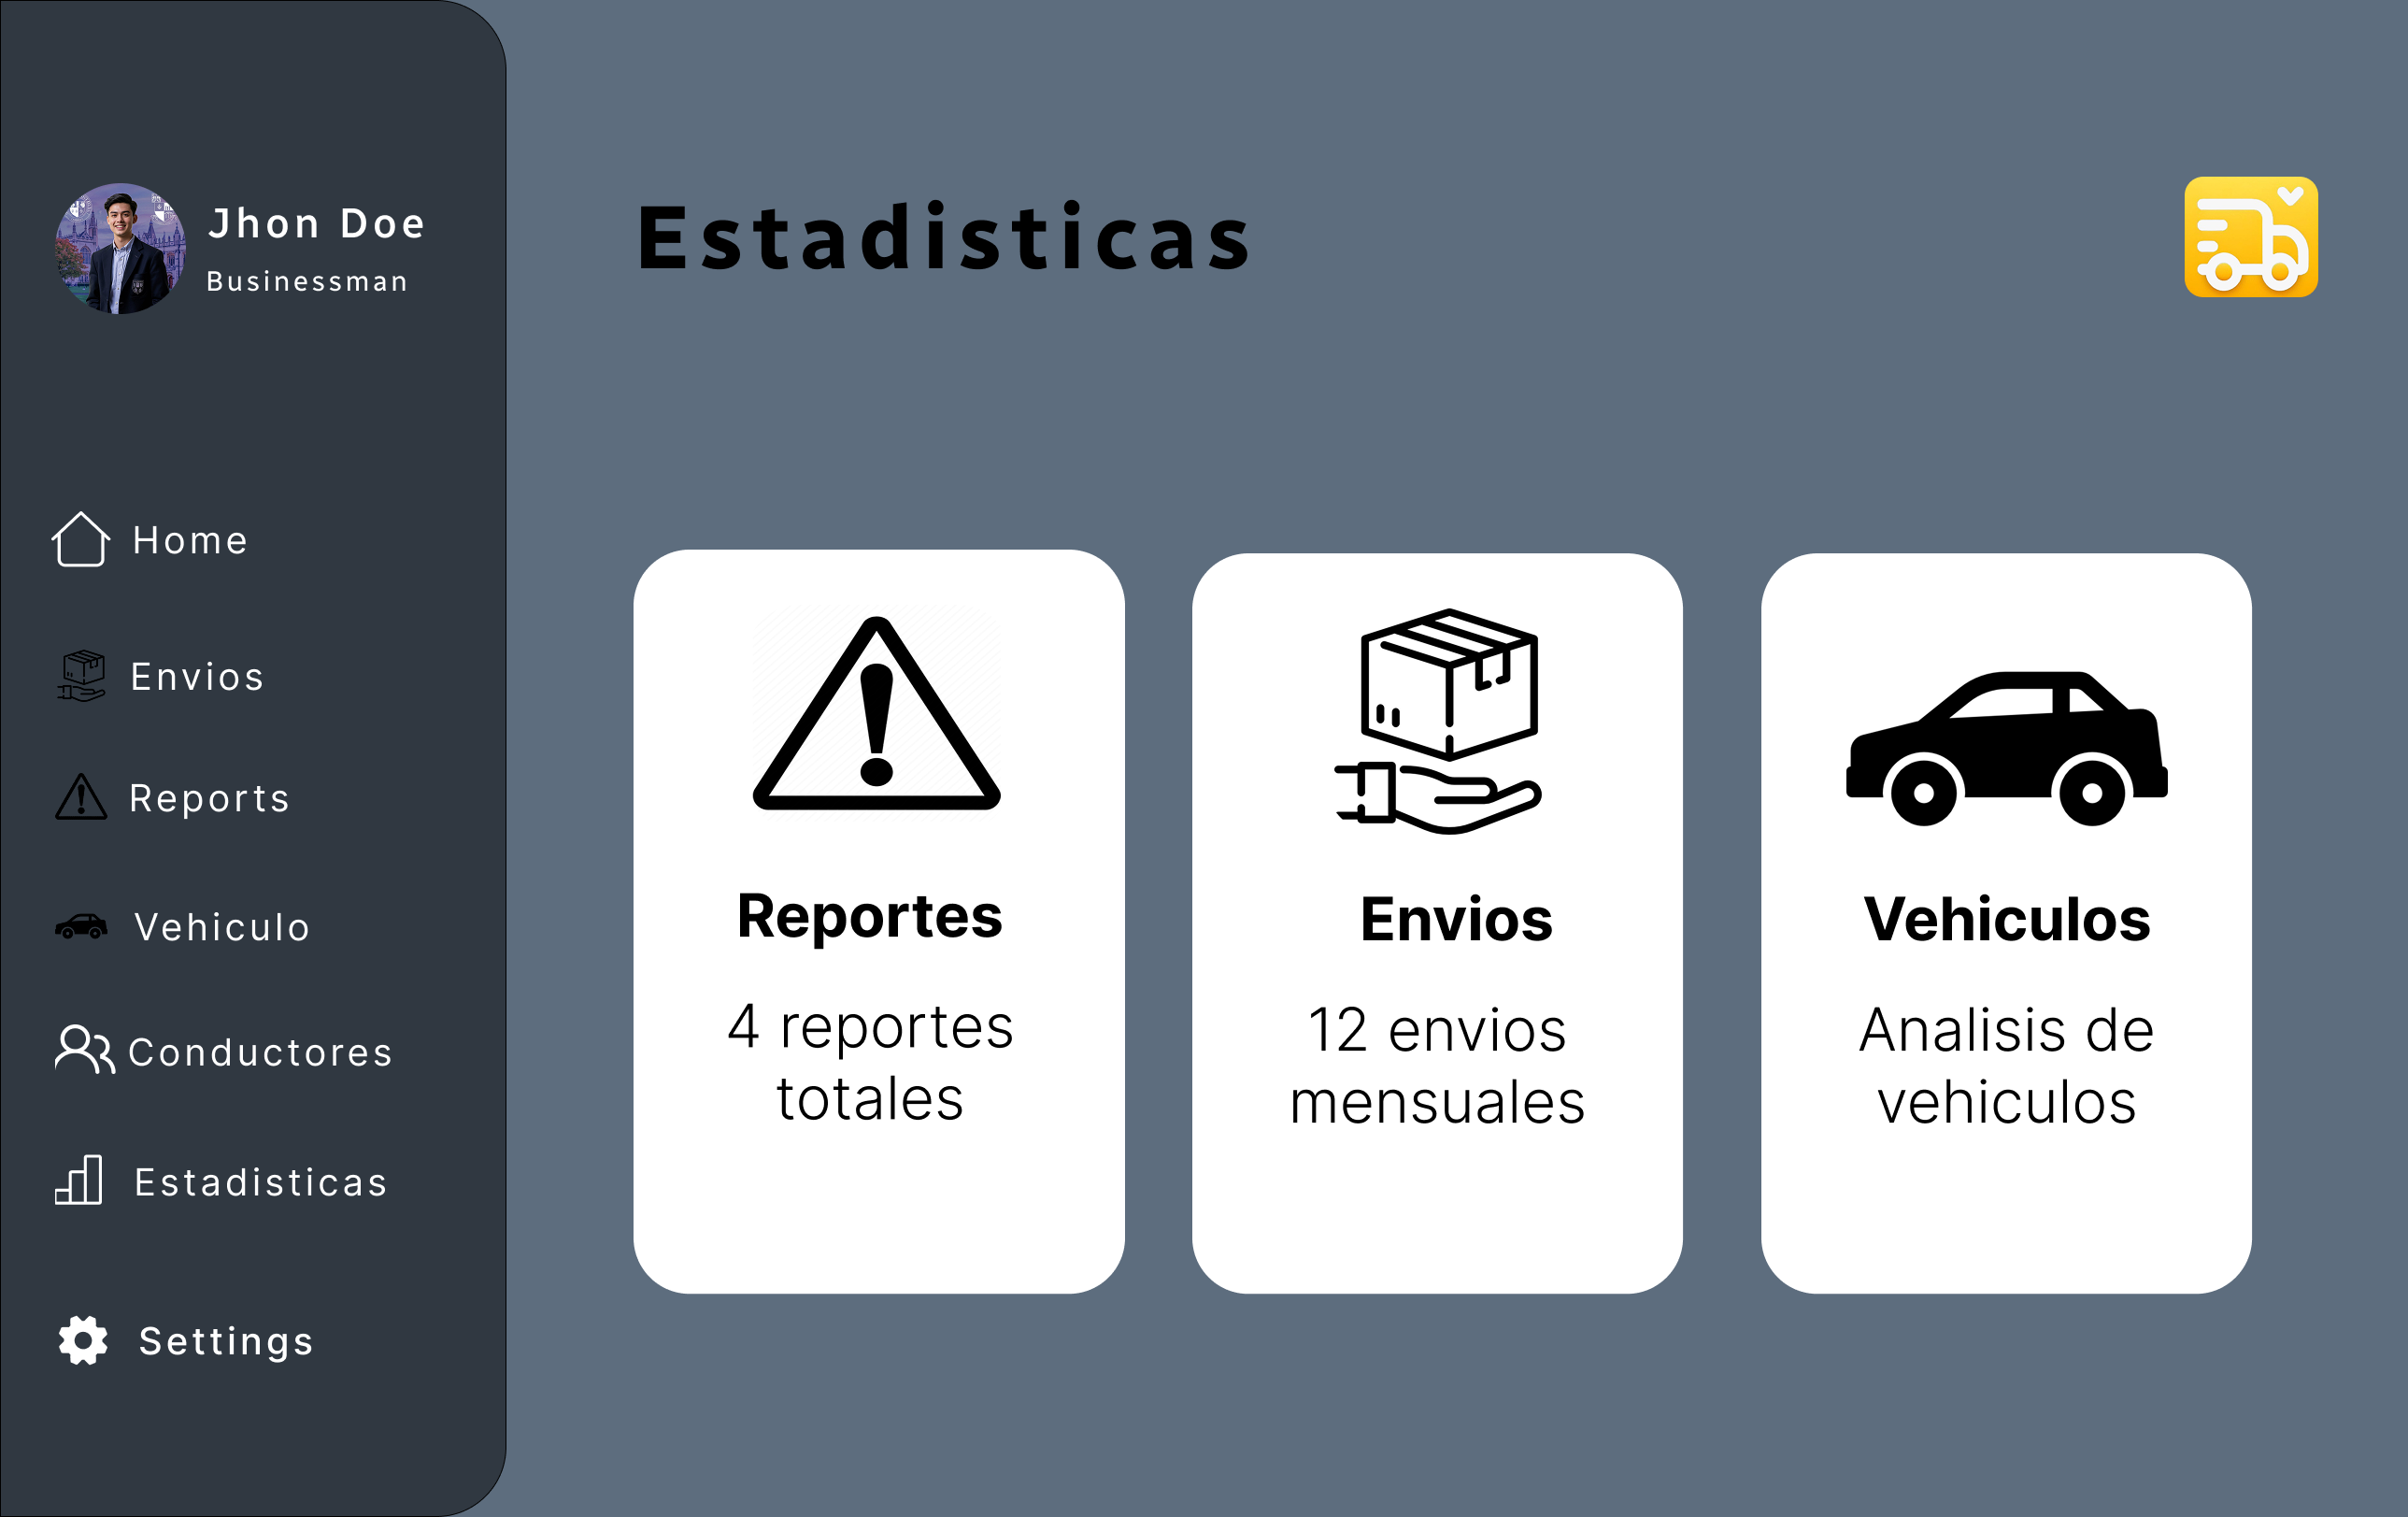 Jhon Doe
Businessman
Home
Envios
Reports
Vehiculo
Conductores
Estadisticas
Settings
Estadisticas
Reportes
4 reportes
totales
Envios
12 envios
mensuales
Vehiculos
Analisis de
vehiculos